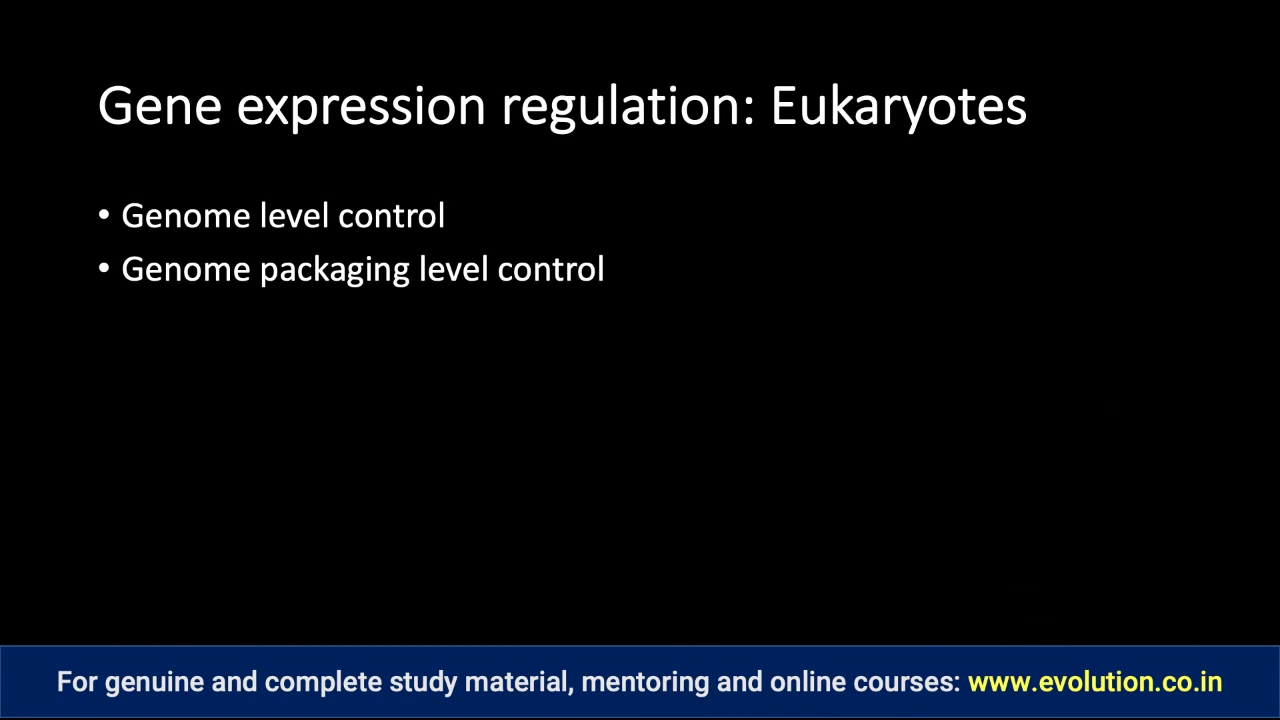 Gene expression regulation: Eukaryotes
• Genome level control
• Genome packaging level control
For genuine and complete study material, mentoring and online courses: www.evolution.co.in